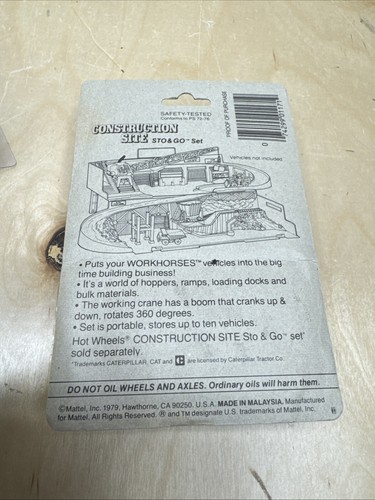 SAFETY-TESTED
Conforms to PS 72-76
PROOF OF PURCHASE
CONSTRUCTION
SITE STO & GO™ Set
Vehicles not included.
• Puts your WORKHORSES™ vehicles into the big
time building business!
• It's a world of hoppers, ramps, loading docks and
bulk materials.
• The working crane has a boom that cranks up &
down, rotates 360 degrees.
• Set is portable, stores up to ten vehicles.
Hot Wheels® CONSTRUCTION SITE Sto & Go™ set*
sold separately.
*Trademarks CATERPILLAR, CAT and are licensed by Caterpillar Tractor Co.
DO NOT OIL WHEELS AND AXLES. Ordinary oils will harm them.
©Mattel, Inc. 1979. Hawthorne, CA 90250. U.S.A. MADE IN MALAYSIA, Manufactured
for Mattel. All Rights Reserved. ® and TM designate U.S. trademarks of Mattel, Inc.